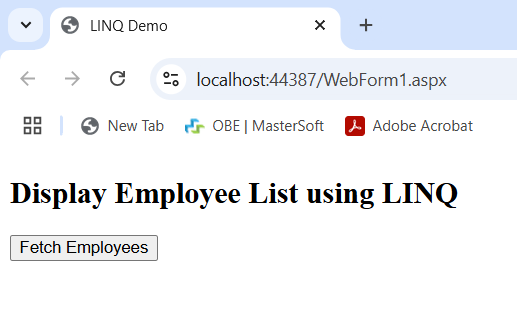 LINQ Demo
localhost:44387/WebForm1.aspx
New Tab OBE | MasterSoft Adobe Acrobat
Display Employee List using LINQ
Fetch Employees